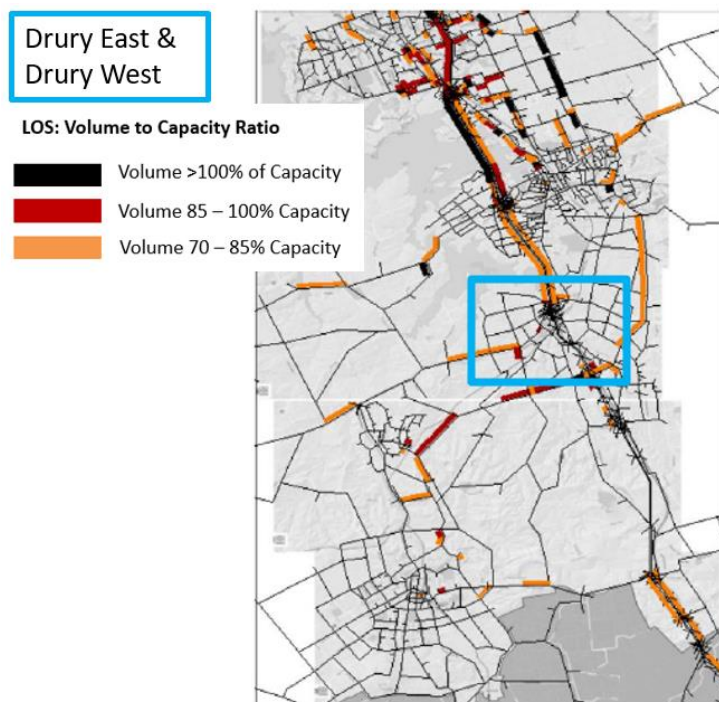 Drury East &
Drury West
LOS: Volume to Capacity Ratio
Volume >100% of Capacity
Volume 85 – 100% Capacity
Volume 70 – 85% Capacity